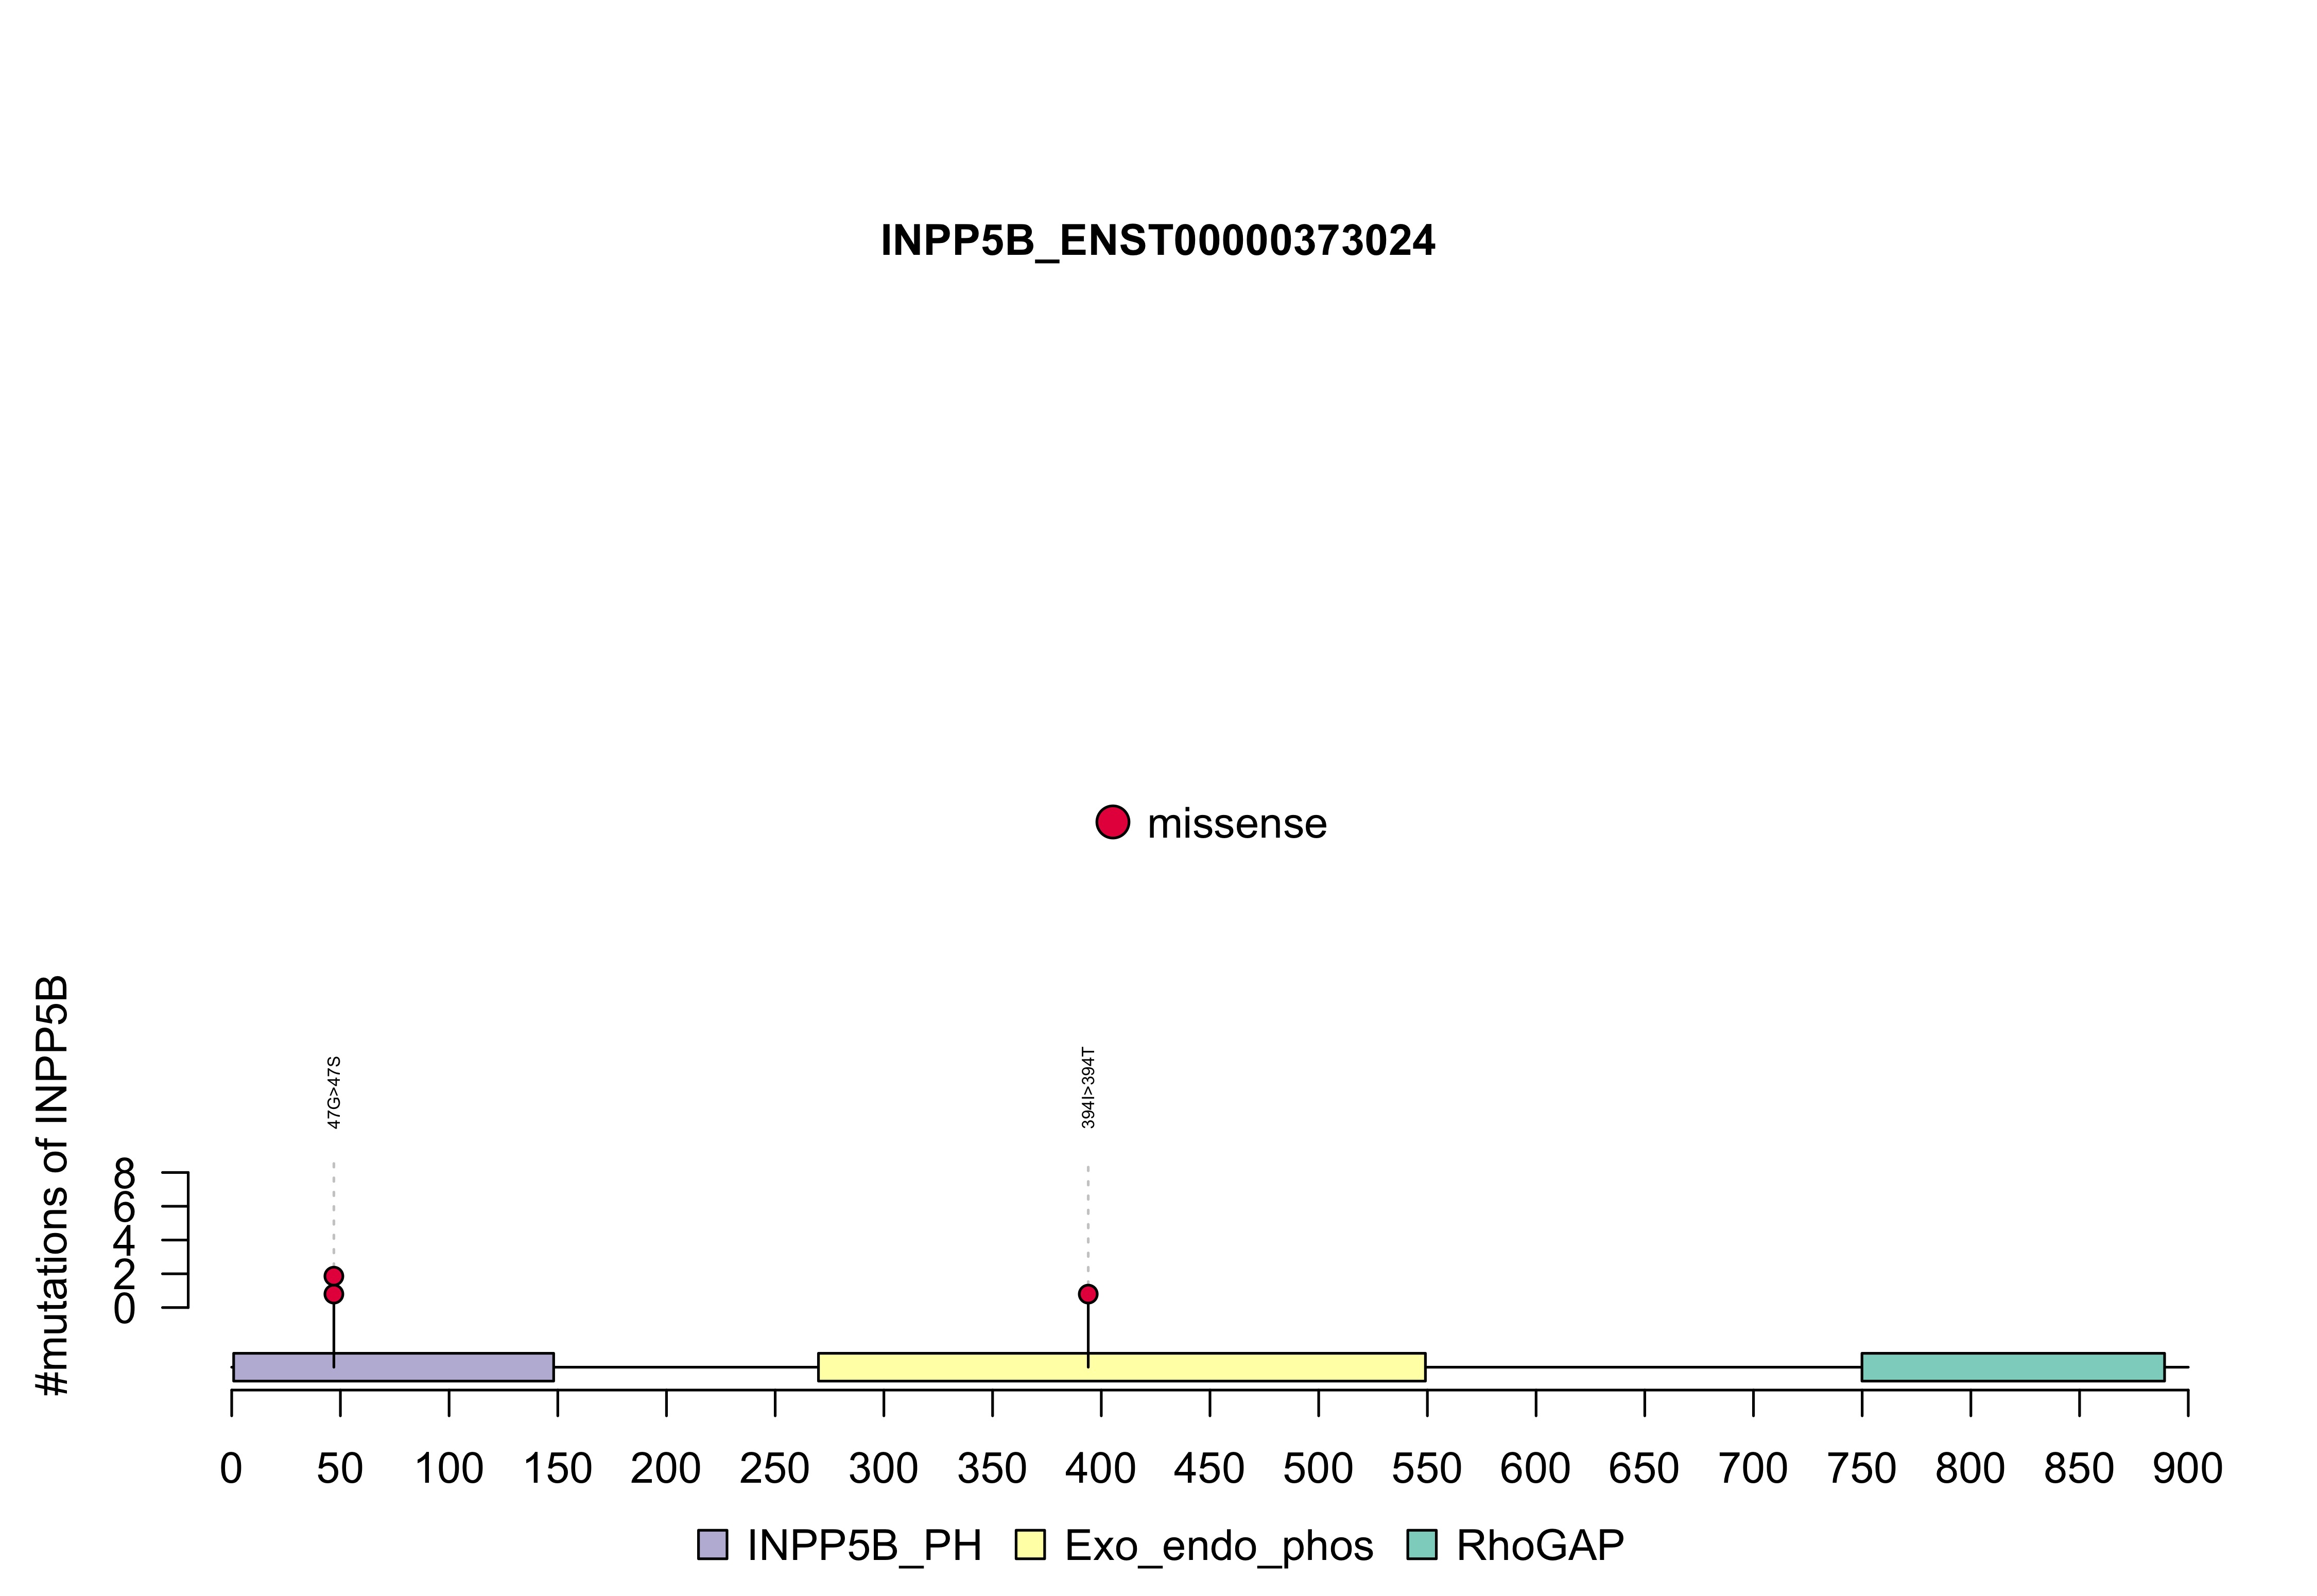 INPP5B_ENST00000373024
missense
#mutations of INPP5B
47G>47S
394I>394T
8
6
4
2
0
0 50 100 150 200 250 300 350 400 450 500 550 600 650 700 750 800 850 900
INPP5B_PH Exo_endo_phos RhoGAP